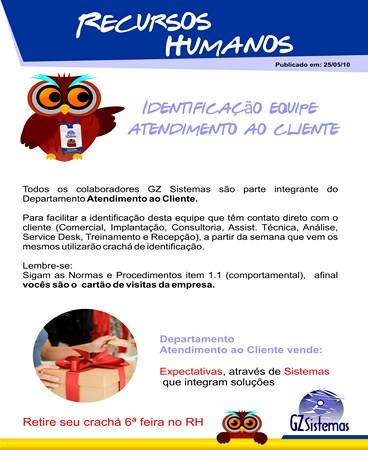 RECURSOS
HUMANOS
Publicado em: 25/05/10
IDENTIFICAÇÃO EQUIPE
ATENDIMENTO AO CLIENTE
Todos os colaboradores GZ Sistemas são parte integrante do
Departamento Atendimento ao Cliente.
Para facilitar a identificação desta equipe que têm contato direto com o
cliente (Comercial, Implantação, Consultoria, Assist. Técnica, Análise,
Service Desk, Treinamento e Recepção), a partir da semana que vem os
mesmos utilizarão crachá de identificação.
Lembre-se:
Sigam as Normas e Procedimentos item 1.1 (comportamental), afinal
vocês são o cartão de visitas da empresa.
Departamento
Atendimento ao Cliente vende:
Expectativas, através de Sistemas
que integram soluções
Retire seu crachá 6ª feira no RH
GZSistemas